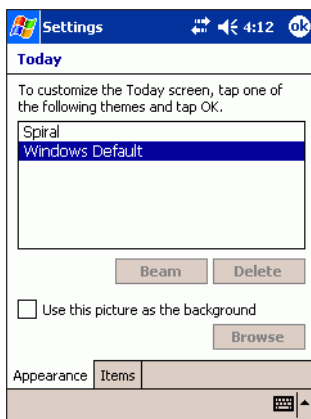 Settings 4:12 ok
Today
To customize the Today screen, tap one of
the following themes and tap OK.
Spiral
Windows Default
Beam Delete
Use this picture as the background
Browse
Appearance Items